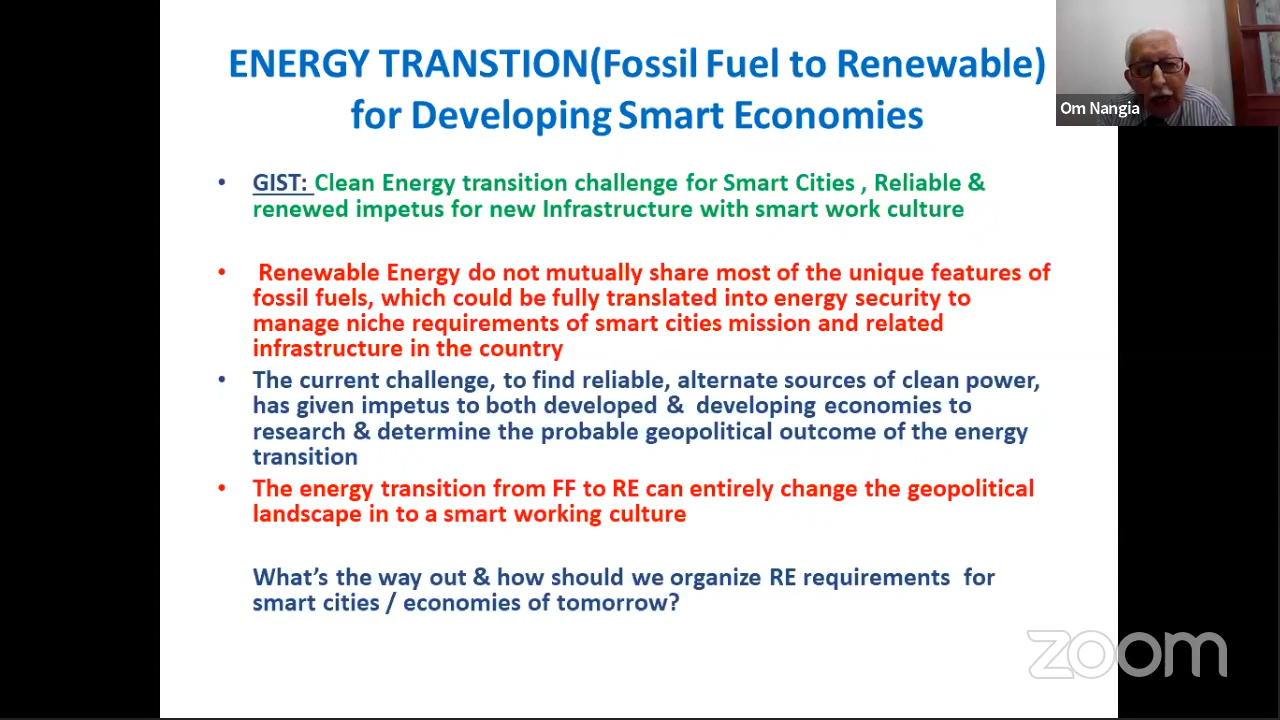 ENERGY TRANSTION(Fossil Fuel to Renewable)
for Developing Smart Economies
Om Nangia
• GIST: Clean Energy transition challenge for Smart Cities , Reliable &
renewed impetus for new Infrastructure with smart work culture
• Renewable Energy do not mutually share most of the unique features of
fossil fuels, which could be fully translated into energy security to
manage niche requirements of smart cities mission and related
infrastructure in the country
• The current challenge, to find reliable, alternate sources of clean power,
has given impetus to both developed & developing economies to
research & determine the probable geopolitical outcome of the energy
transition
• The energy transition from FF to RE can entirely change the geopolitical
landscape in to a smart working culture
What's the way out & how should we organize RE requirements for
smart cities / economies of tomorrow?
zoom